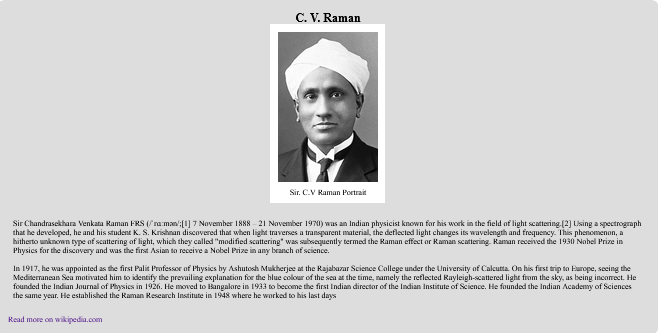 C. V. Raman
Sir. C.V Raman Portrait
Sir Chandrasekhara Venkata Raman FRS (/ˈrɑːmən/;[1] 7 November 1888 – 21 November 1970) was an Indian physicist known for his work in the field of light scattering.[2] Using a spectrograph
that he developed, he and his student K. S. Krishnan discovered that when light traverses a transparent material, the deflected light changes its wavelength and frequency. This phenomenon, a
hitherto unknown type of scattering of light, which they called "modified scattering" was subsequently termed the Raman effect or Raman scattering. Raman received the 1930 Nobel Prize in
Physics for the discovery and was the first Asian to receive a Nobel Prize in any branch of science.
In 1917, he was appointed as the first Palit Professor of Physics by Ashutosh Mukherjee at the Rajabazar Science College under the University of Calcutta. On his first trip to Europe, seeing the
Mediterranean Sea motivated him to identify the prevailing explanation for the blue colour of the sea at the time, namely the reflected Rayleigh-scattered light from the sky, as being incorrect. He
founded the Indian Journal of Physics in 1926. He moved to Bangalore in 1933 to become the first Indian director of the Indian Institute of Science. He founded the Indian Academy of Sciences
the same year. He established the Raman Research Institute in 1948 where he worked to his last days
Read more on wikipedia.com